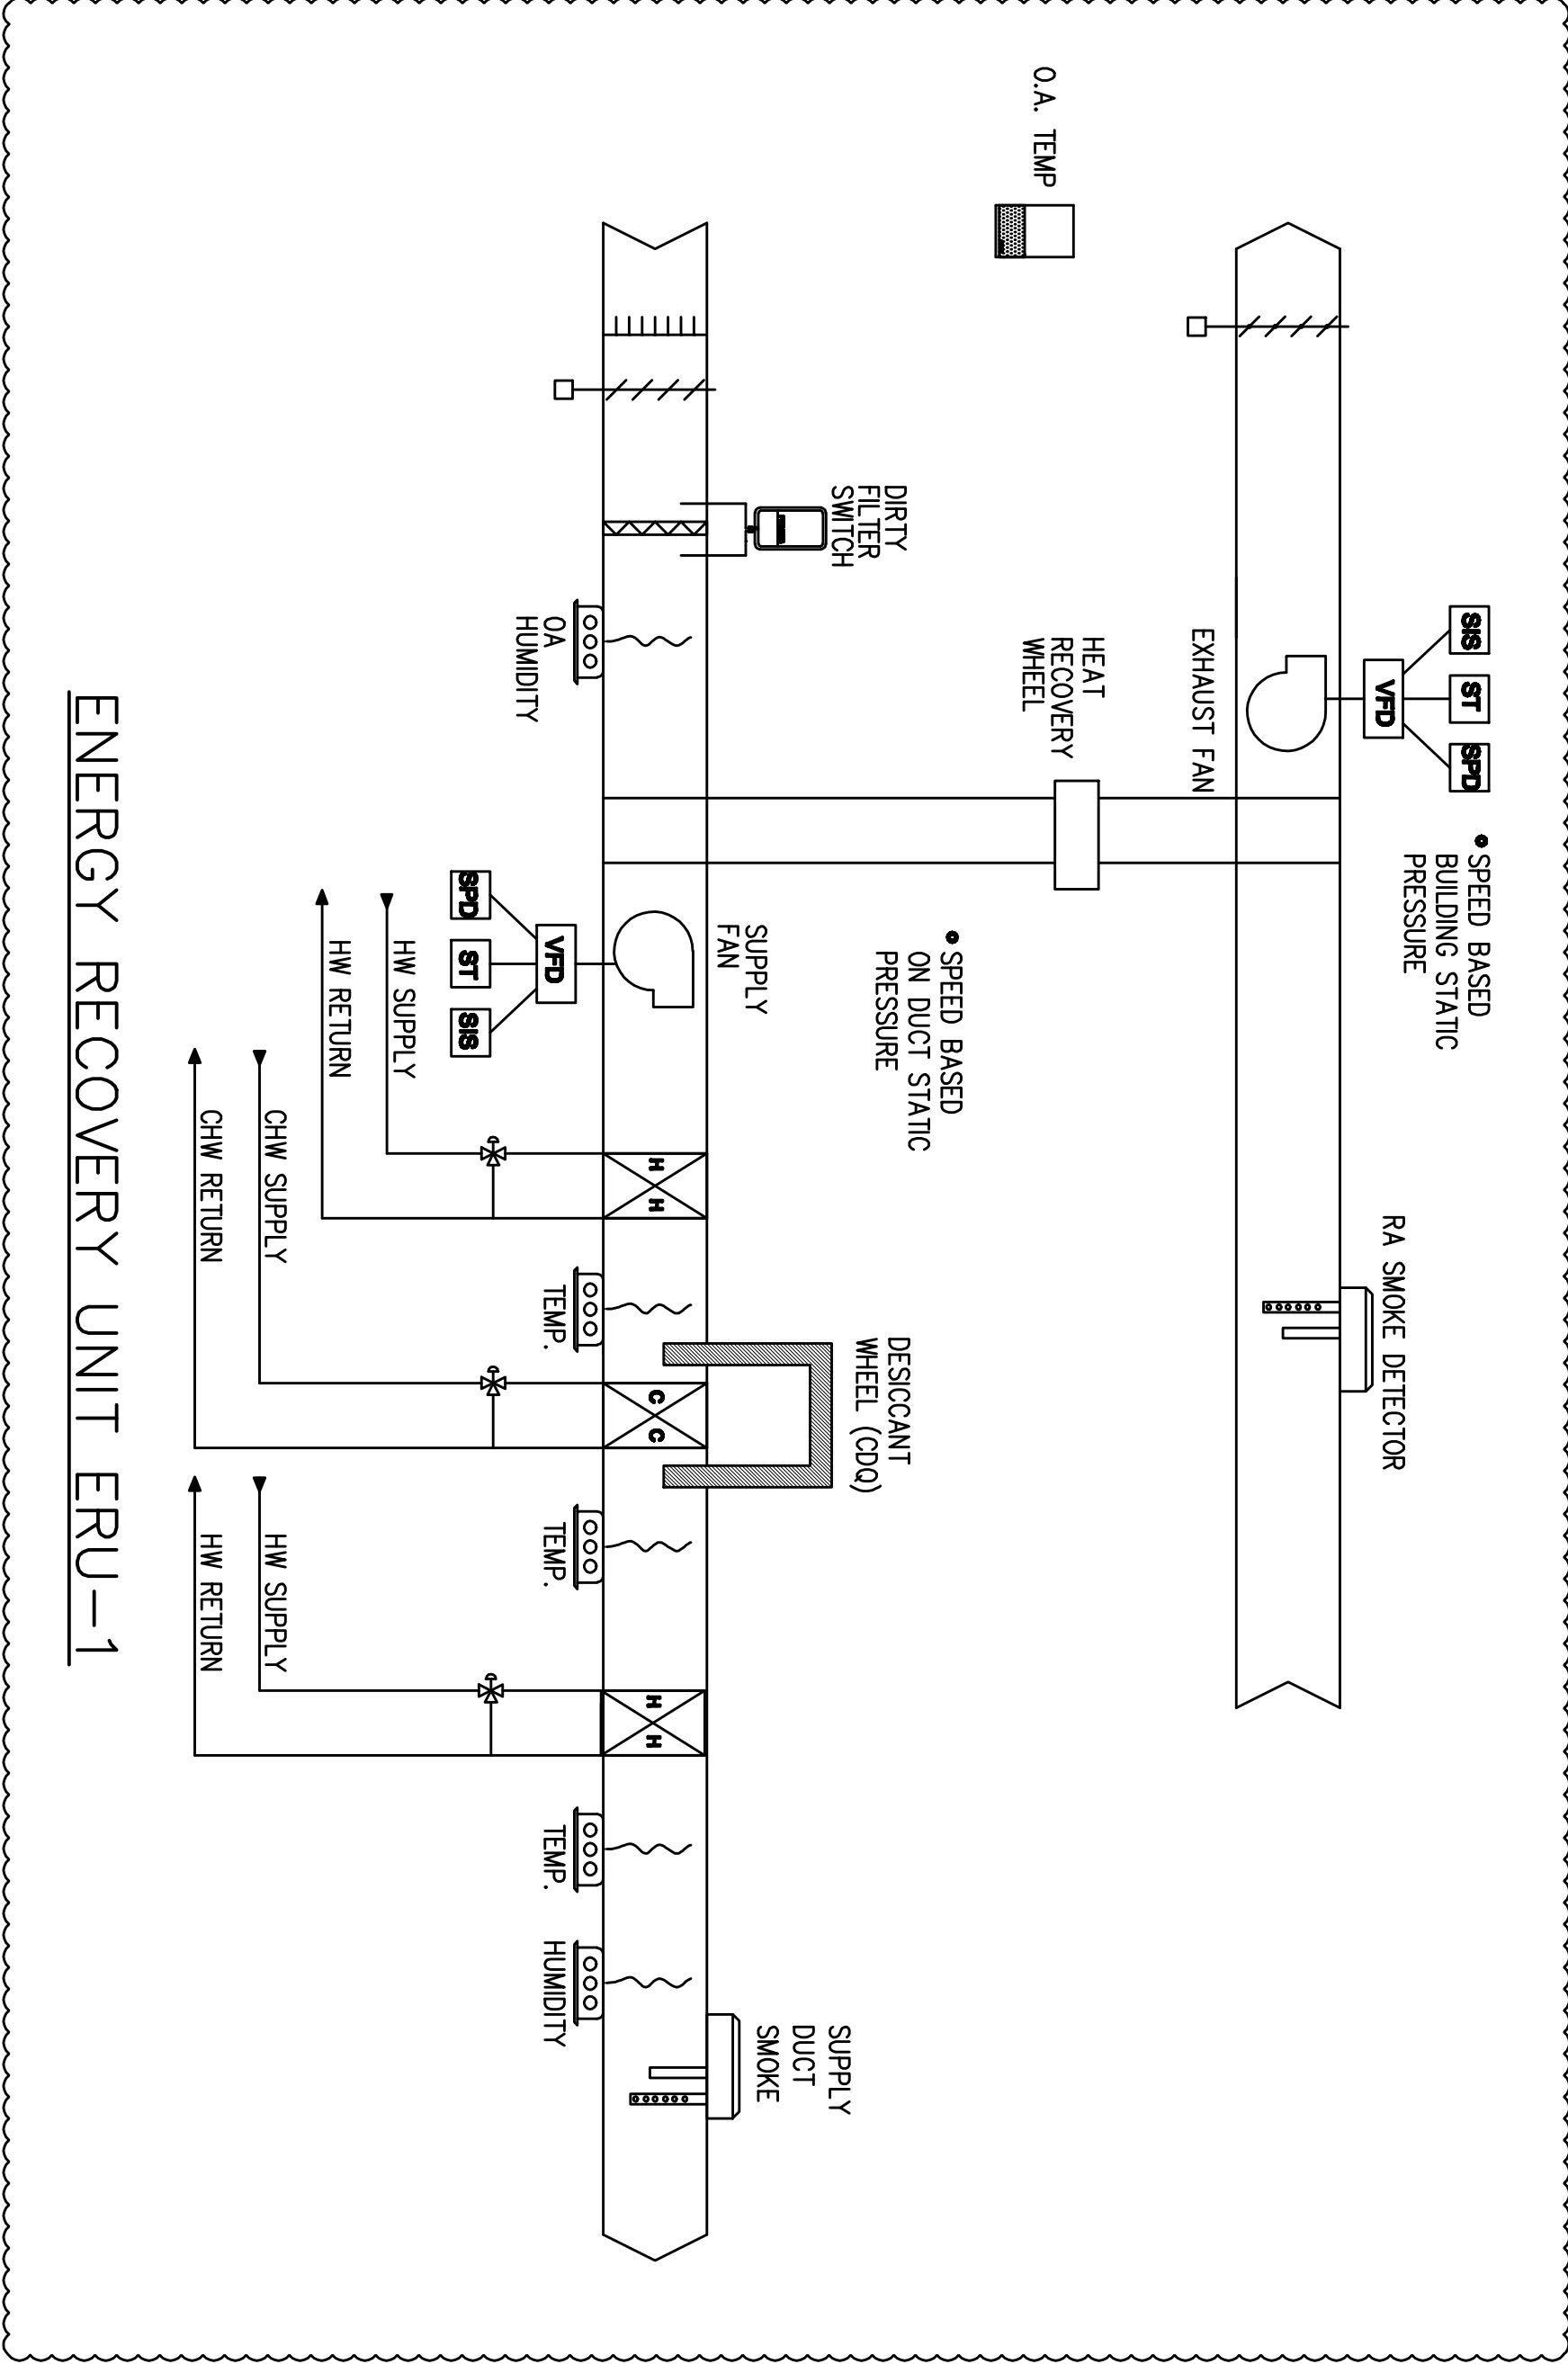 SIS
ST
SPD
VFD
SPEED BASED
BUILDING STATIC
PRESSURE
RA SMOKE DETECTOR
EXHAUST FAN
O.A. TEMP
HEAT
RECOVERY
WHEEL
SPEED BASED
ON DUCT STATIC
PRESSURE
DIRTY
FILTER
SWITCH
DESICCANT
WHEEL (CDQ)
SUPPLY
DUCT
SMOKE
SUPPLY
FAN
H H
C C
H H
OA
HUMIDITY
VFD
SPD
ST
SIS
TEMP.
TEMP.
TEMP.
HUMIDITY
HW SUPPLY
HW RETURN
CHW SUPPLY
CHW RETURN
HW SUPPLY
HW RETURN
ENERGY RECOVERY UNIT ERU-1